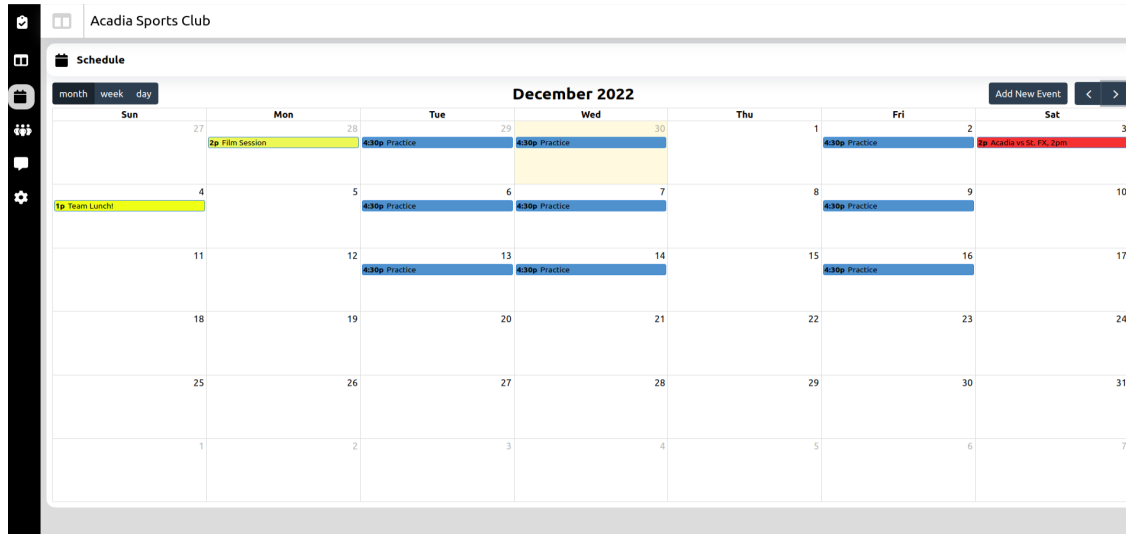 Acadia Sports Club
Schedule
month week day
December 2022
Add New Event
Sun Mon Tue Wed Thu Fri Sat
27 28 29 30 1 2 3
2p Film Session 4:30p Practice 4:30p Practice 4:30p Practice 2p Acadia vs St. FX, 2pm
4 5 6 7 8 9 10
1p Team Lunch! 4:30p Practice 4:30p Practice 4:30p Practice
11 12 13 14 15 16 17
4:30p Practice 4:30p Practice 4:30p Practice
18 19 20 21 22 23 24
25 26 27 28 29 30 31
1 2 3 4 5 6 7